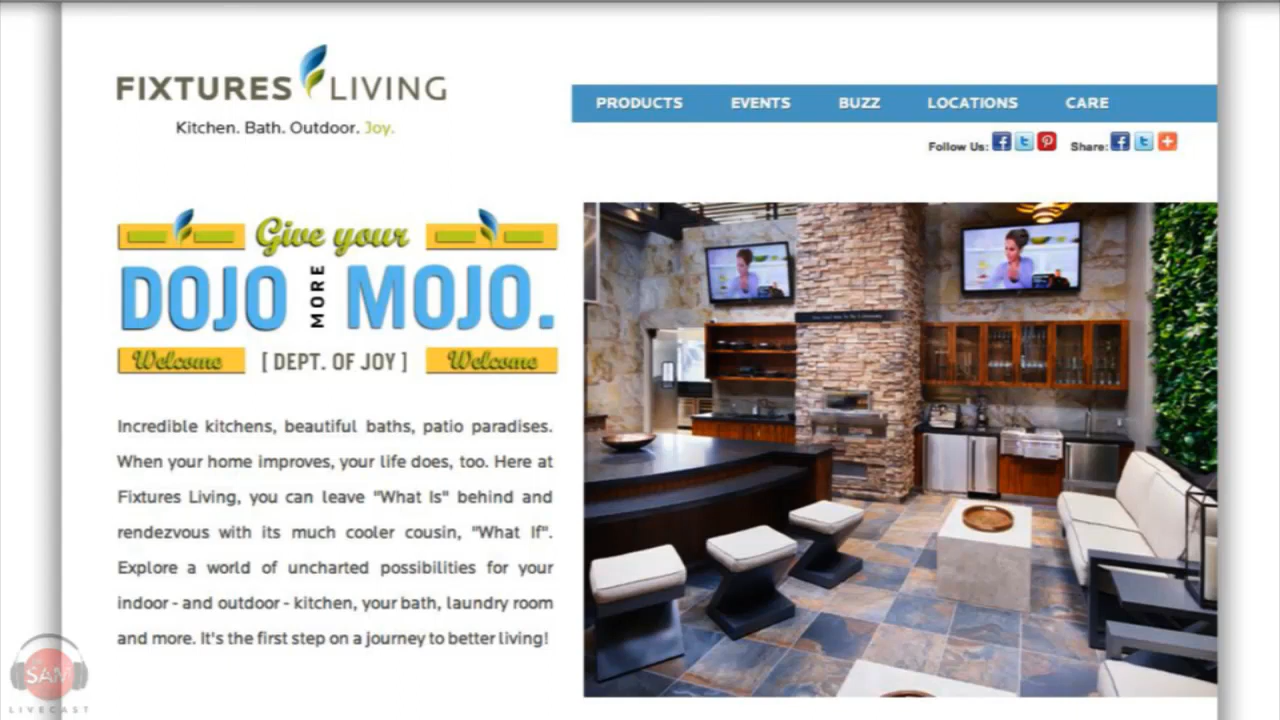 FIXTURES LIVING
Kitchen. Bath. Outdoor. Joy.
PRODUCTS EVENTS BUZZ LOCATIONS CARE
Follow Us: Share:
Give your
DOJO MORE MOJO.
Welcome [ DEPT. OF JOY ] Welcome
Incredible kitchens, beautiful baths, patio paradises.
When your home improves, your life does, too. Here at
Fixtures Living, you can leave "What Is" behind and
rendezvous with its much cooler cousin, "What If".
Explore a world of uncharted possibilities for your
indoor - and outdoor - kitchen, your bath, laundry room
and more. It's the first step on a journey to better living!
SAM
LIVECAST